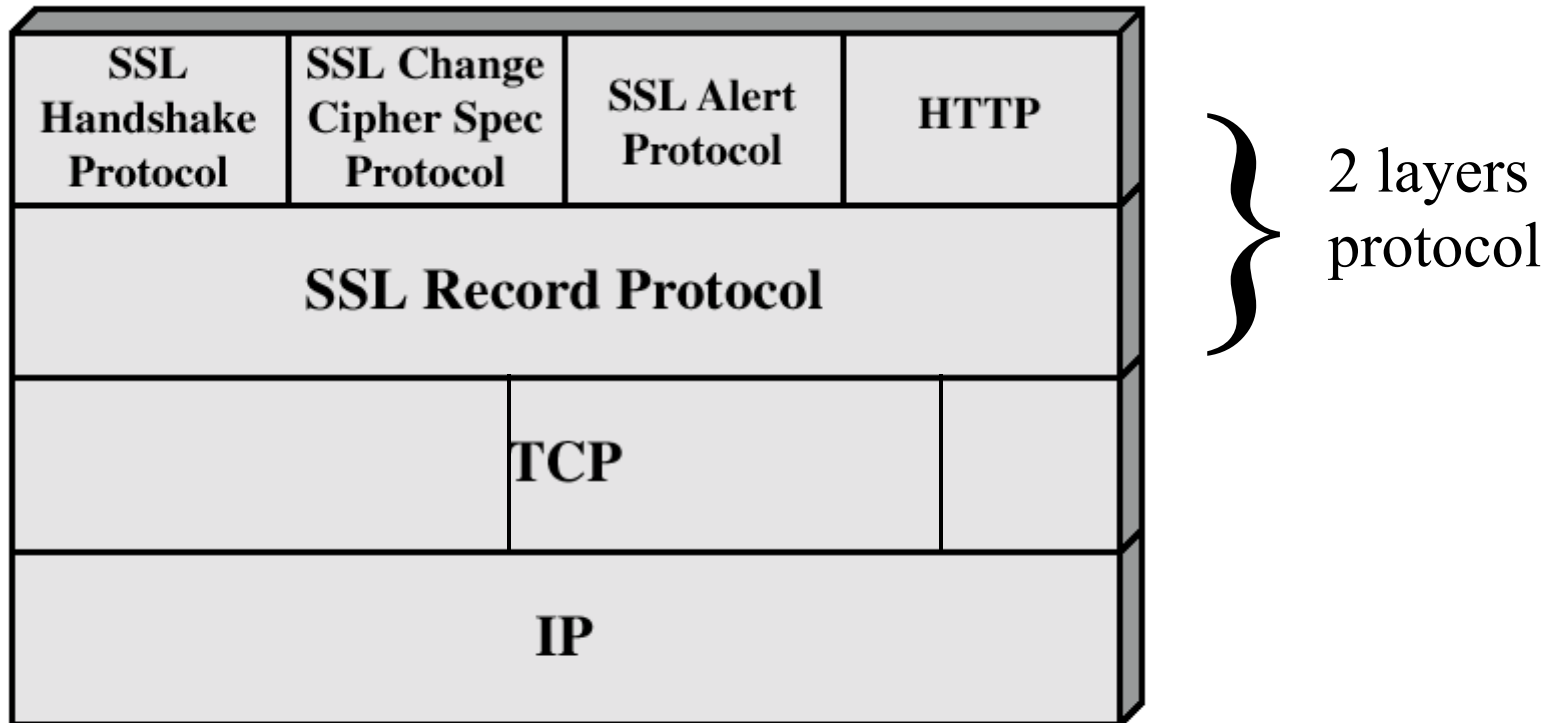 SSL
Handshake
Protocol
SSL Change
Cipher Spec
Protocol
SSL Alert
Protocol
HTTP
2 layers
protocol
SSL Record Protocol
TCP
IP